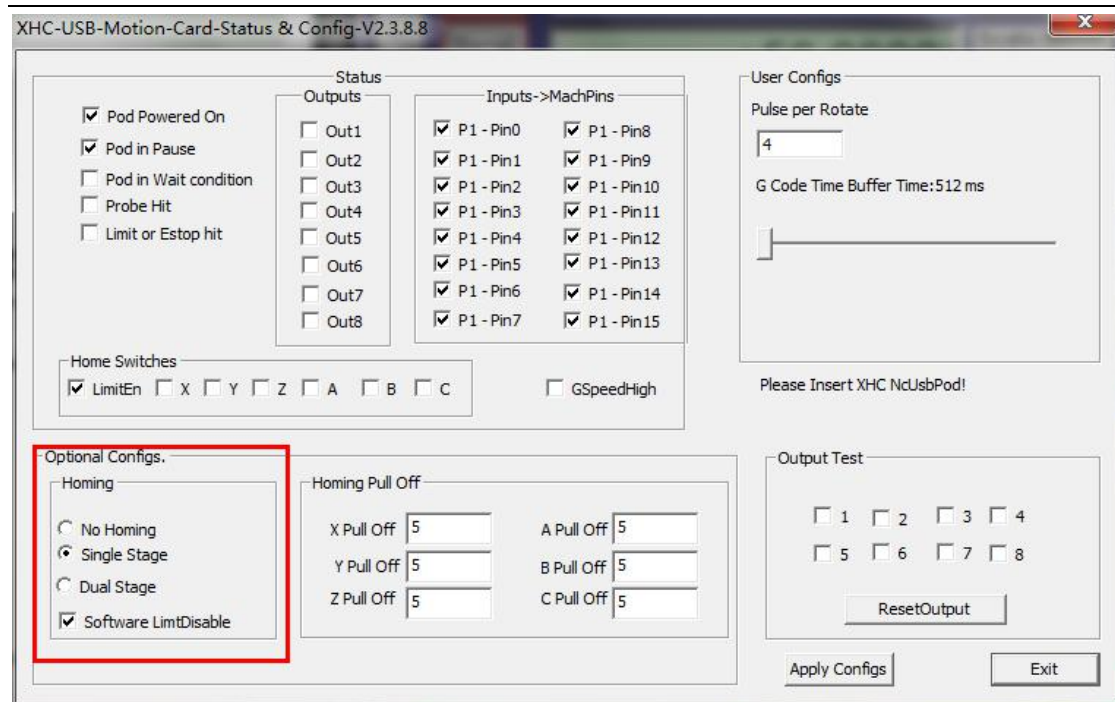 XHC-USB-Motion-Card-Status & Config-V2.3.8.8
Status
Pod Powered On
Pod in Pause
Pod in Wait condition
Probe Hit
Limit or Estop hit
Outputs
Out1
Out2
Out3
Out4
Out5
Out6
Out7
Out8
Inputs->MachPins
P1 - Pin0 P1 - Pin8
P1 - Pin1 P1 - Pin9
P1 - Pin2 P1 - Pin10
P1 - Pin3 P1 - Pin11
P1 - Pin4 P1 - Pin12
P1 - Pin5 P1 - Pin13
P1 - Pin6 P1 - Pin14
P1 - Pin7 P1 - Pin15
Home Switches
LimitEn X Y Z A B C
GSpeedHigh
User Configs
Pulse per Rotate
4
G Code Time Buffer Time:512 ms
Please Insert XHC NcUsbPod!
Optional Configs.
Homing
No Homing
Single Stage
Dual Stage
Software LimtDisable
Homing Pull Off
X Pull Off 5 A Pull Off 5
Y Pull Off 5 B Pull Off 5
Z Pull Off 5 C Pull Off 5
Output Test
1 2 3 4
5 6 7 8
ResetOutput
Apply Configs Exit